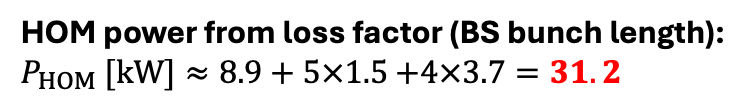 HOM power from loss factor (BS bunch length):
P_HOM [kW] ≈ 8.9 + 5×1.5 +4×3.7 = 31.2